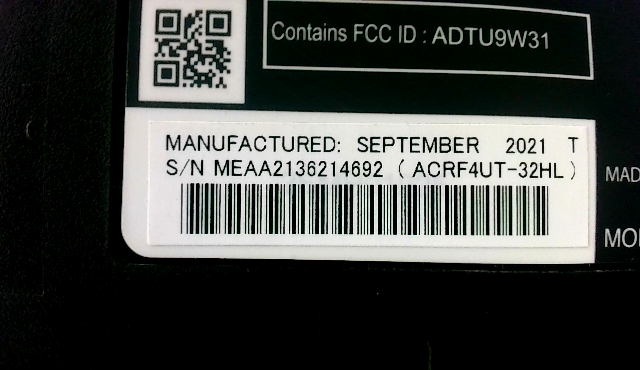 Contains FCC ID : ADTU9W31
MANUFACTURED: SEPTEMBER 2021 T
S/N MEAA2136214692 ( ACRF4UT-32HL )